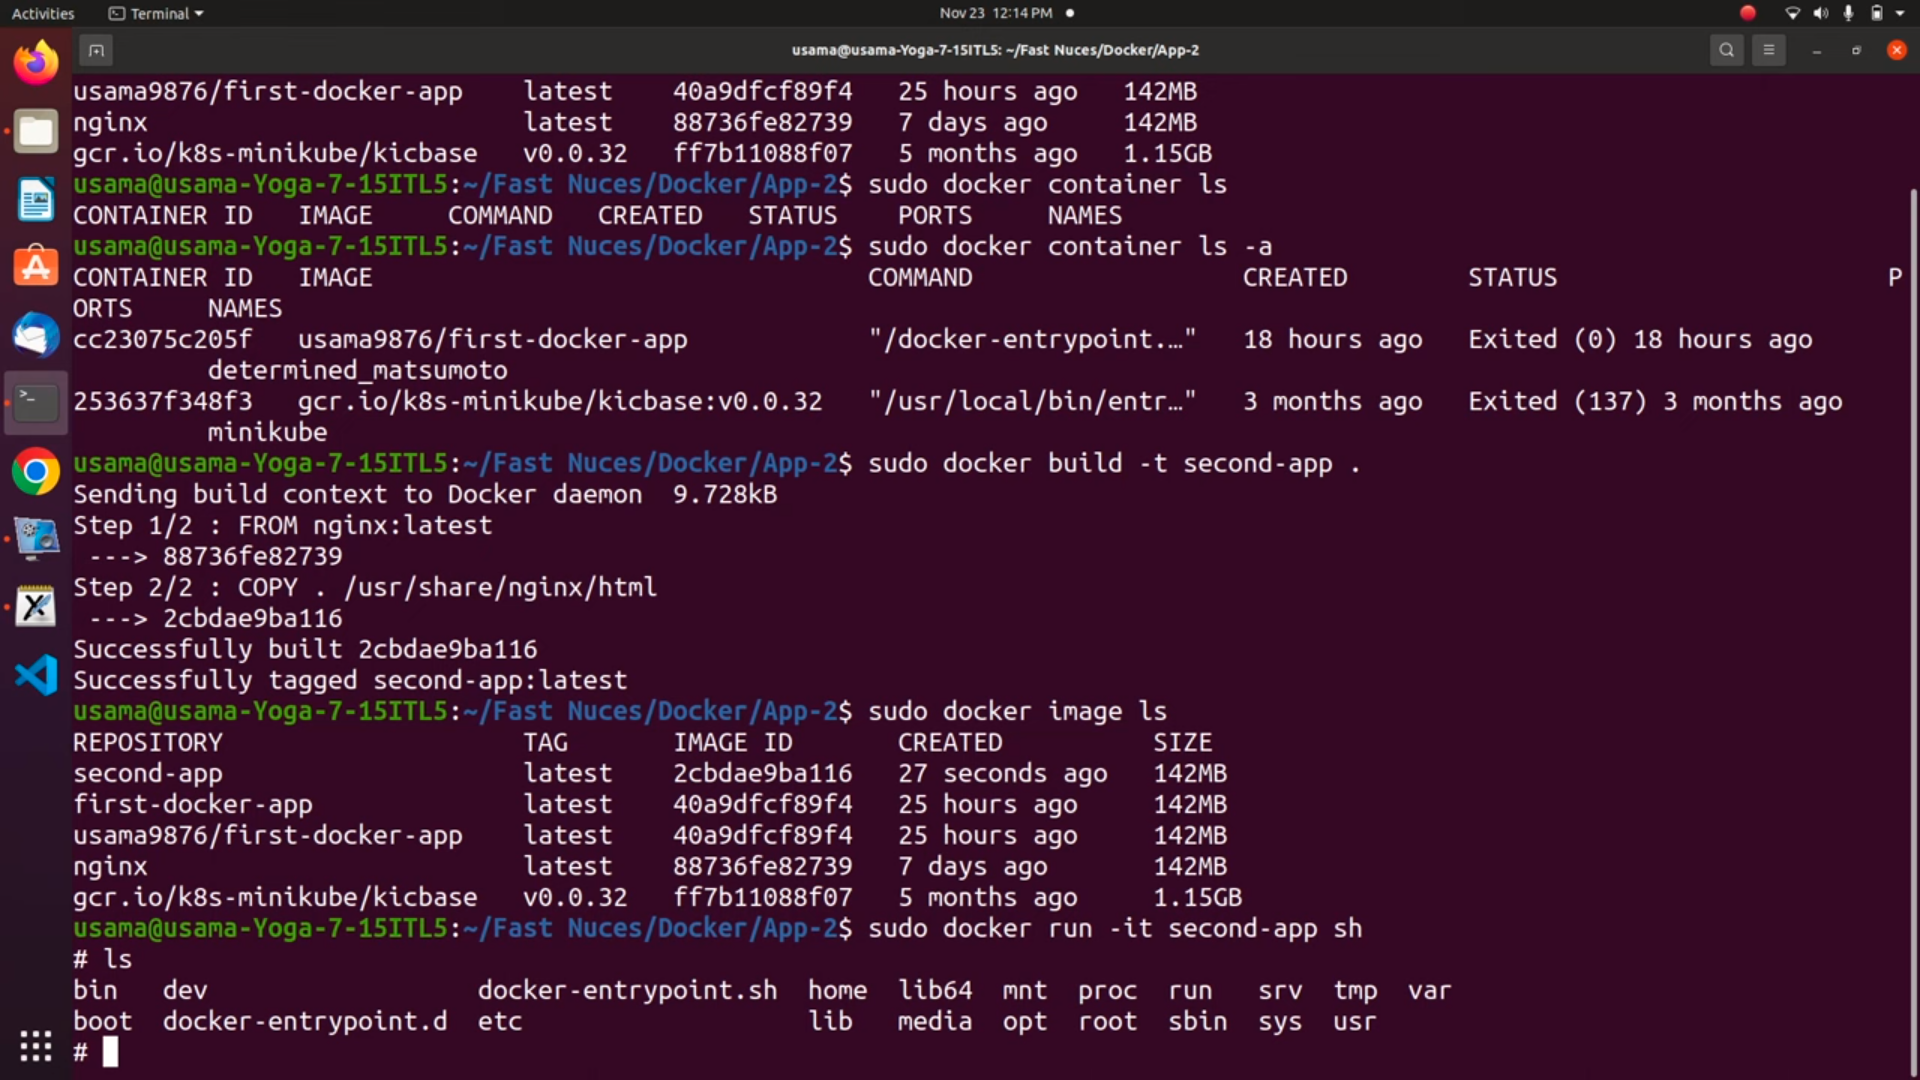 Activities Terminal Nov 23 12:14 PM
usama@usama-Yoga-7-15ITL5: ~/Fast Nuces/Docker/App-2
usama9876/first-docker-app latest 40a9dfcf89f4 25 hours ago 142MB
nginx latest 88736fe82739 7 days ago 142MB
gcr.io/k8s-minikube/kicbase v0.0.32 ff7b11088f07 5 months ago 1.15GB
usama@usama-Yoga-7-15ITL5:~/Fast Nuces/Docker/App-2$ sudo docker container ls
CONTAINER ID IMAGE COMMAND CREATED STATUS PORTS NAMES
usama@usama-Yoga-7-15ITL5:~/Fast Nuces/Docker/App-2$ sudo docker container ls -a
CONTAINER ID IMAGE COMMAND CREATED STATUS P
ORTS NAMES
cc23075c205f usama9876/first-docker-app "/docker-entrypoint.…" 18 hours ago Exited (0) 18 hours ago
determined_matsumoto
253637f348f3 gcr.io/k8s-minikube/kicbase:v0.0.32 "/usr/local/bin/entr…" 3 months ago Exited (137) 3 months ago
minikube
usama@usama-Yoga-7-15ITL5:~/Fast Nuces/Docker/App-2$ sudo docker build -t second-app .
Sending build context to Docker daemon 9.728kB
Step 1/2 : FROM nginx:latest
---> 88736fe82739
Step 2/2 : COPY . /usr/share/nginx/html
---> 2cbdae9ba116
Successfully built 2cbdae9ba116
Successfully tagged second-app:latest
usama@usama-Yoga-7-15ITL5:~/Fast Nuces/Docker/App-2$ sudo docker image ls
REPOSITORY TAG IMAGE ID CREATED SIZE
second-app latest 2cbdae9ba116 27 seconds ago 142MB
first-docker-app latest 40a9dfcf89f4 25 hours ago 142MB
usama9876/first-docker-app latest 40a9dfcf89f4 25 hours ago 142MB
nginx latest 88736fe82739 7 days ago 142MB
gcr.io/k8s-minikube/kicbase v0.0.32 ff7b11088f07 5 months ago 1.15GB
usama@usama-Yoga-7-15ITL5:~/Fast Nuces/Docker/App-2$ sudo docker run -it second-app sh
# ls
bin dev docker-entrypoint.sh home lib64 mnt proc run srv tmp var
boot docker-entrypoint.d etc lib media opt root sbin sys usr
#